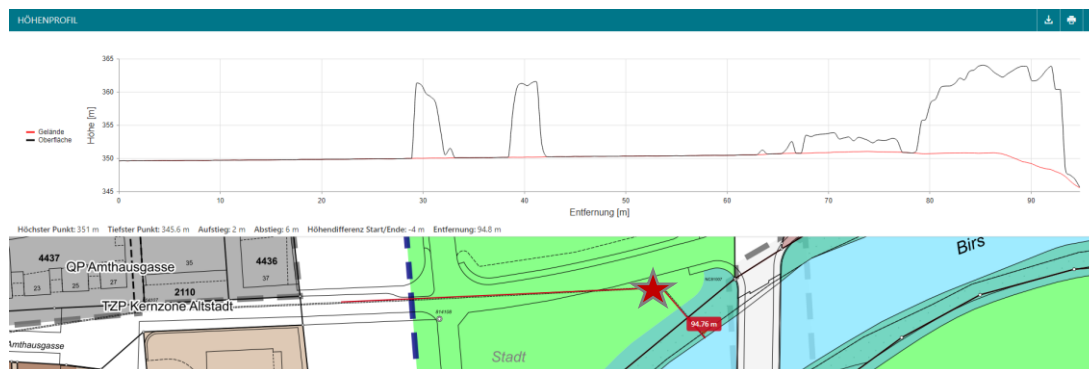 HÖHENPROFIL
365
360
355
350
345
Höhe [m]
Gelände
Oberfläche
0 10 20 30 40 50 60 70 80 90
Entfernung [m]
Höchster Punkt: 351 m Tiefster Punkt: 345.6 m Aufstieg: 2 m Abstieg: 6 m Höhendifferenz Start/Ende: -4 m Entfernung: 94.8 m
4437
QP Amthausgasse
35
4436
23
25
27
37
2110
TZP Kernzone Altstadt
Amthausgasse
Stadt
94.76 m
Birs